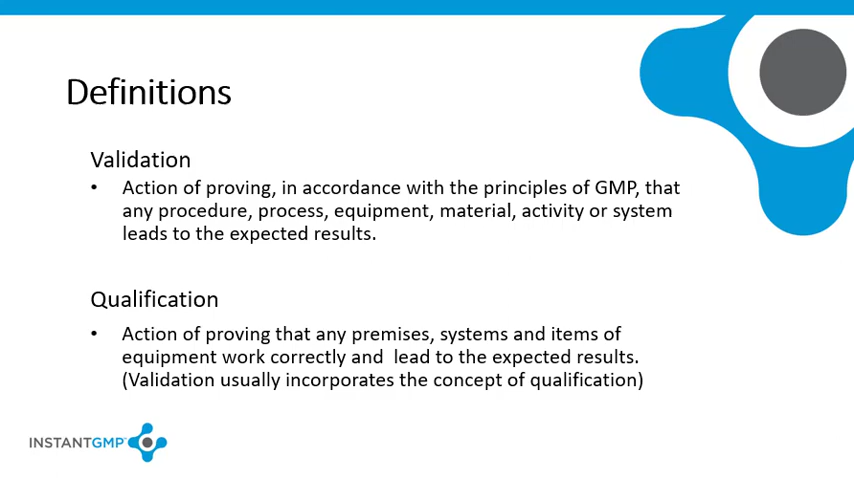 Definitions
Validation
• Action of proving, in accordance with the principles of GMP, that
any procedure, process, equipment, material, activity or system
leads to the expected results.
Qualification
• Action of proving that any premises, systems and items of
equipment work correctly and  lead to the expected results.
(Validation usually incorporates the concept of qualification)
INSTANTGMP™